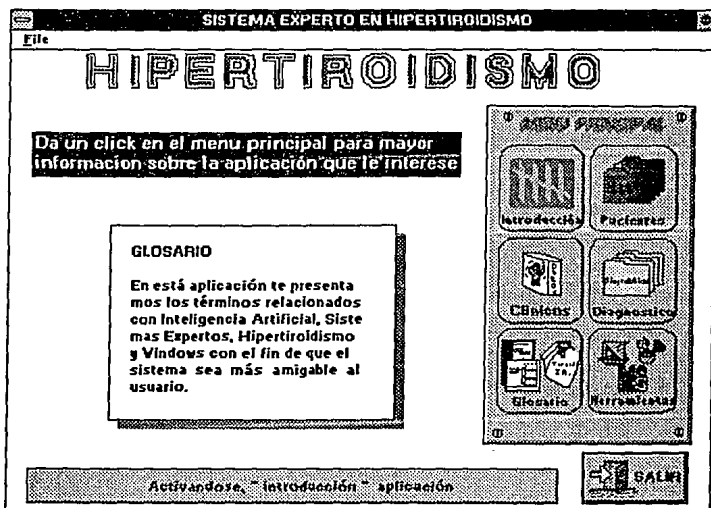 SISTEMA EXPERTO EN HIPERTIROIDISMO
File
HIPERTIROIDISMO
Da un click en el menu principal para mayor
informacion sobre la aplicación que le interese
MENU PRINCIPAL
Introducción
Pacientes
GLOSARIO
En está aplicación te presenta
mos los términos relacionados
con Inteligencia Artificial, Siste
mas Expertos, Hipertiroidismo
y Windows con el fin de que el
sistema sea más amigable al
usuario.
Clínicos
Diagnostico
Glosario
Herramientas
Activandose, " introducción " aplicación
SALIR